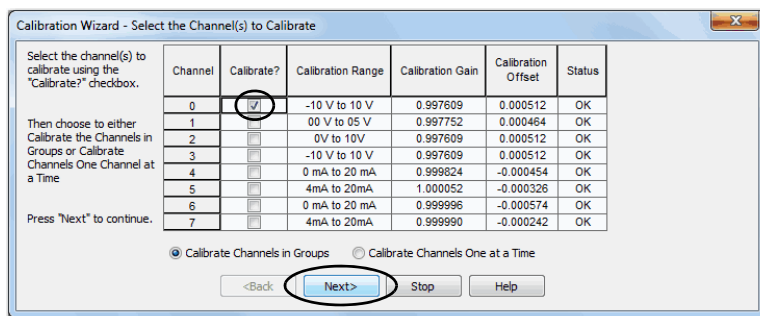 Calibration Wizard - Select the Channel(s) to Calibrate
Select the channel(s) to
calibrate using the
"Calibrate?" checkbox.
Then choose to either
Calibrate the Channels in
Groups or Calibrate
Channels One Channel at
a Time
Press "Next" to continue.
Channel Calibrate? Calibration Range Calibration Gain Calibration Offset Status
0 -10 V to 10 V 0.997609 0.000512 OK
1 00 V to 05 V 0.997752 0.000464 OK
2 0V to 10V 0.997609 0.000512 OK
3 -10 V to 10 V 0.997609 0.000512 OK
4 0 mA to 20 mA 0.999824 -0.000454 OK
5 4mA to 20mA 1.000052 -0.000326 OK
6 0 mA to 20 mA 0.999996 -0.000574 OK
7 4mA to 20mA 0.999990 -0.000242 OK
Calibrate Channels in Groups Calibrate Channels One at a Time
<Back Next> Stop Help